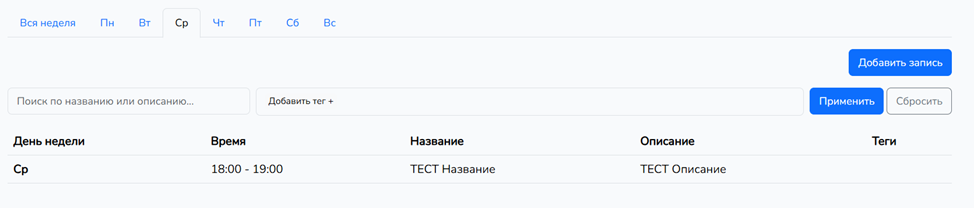 Вся неделя Пн Вт Ср Чт Пт Сб Вс
Добавить запись
Поиск по названию или описанию... Добавить тег + Применить Сбросить
День недели Время Название Описание Теги
Ср 18:00 - 19:00 ТЕСТ Название ТЕСТ Описание